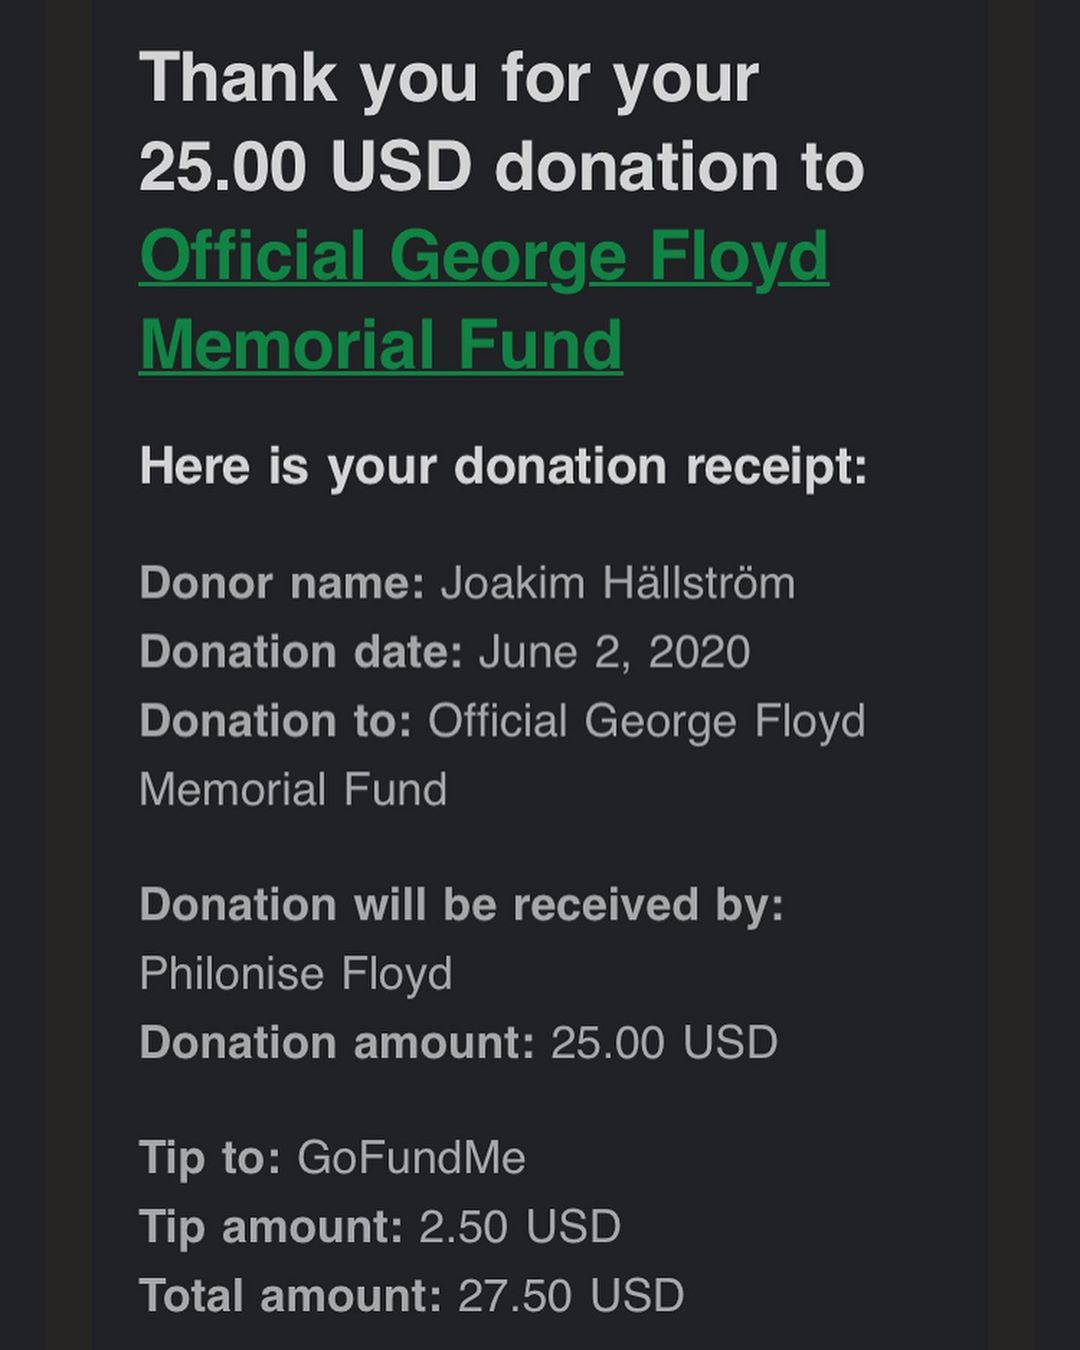 Thank you for your
25.00 USD donation to
Official George Floyd
Memorial Fund
Here is your donation receipt:
Donor name: Joakim Hällström
Donation date: June 2, 2020
Donation to: Official George Floyd
Memorial Fund
Donation will be received by:
Philonise Floyd
Donation amount: 25.00 USD
Tip to: GoFundMe
Tip amount: 2.50 USD
Total amount: 27.50 USD